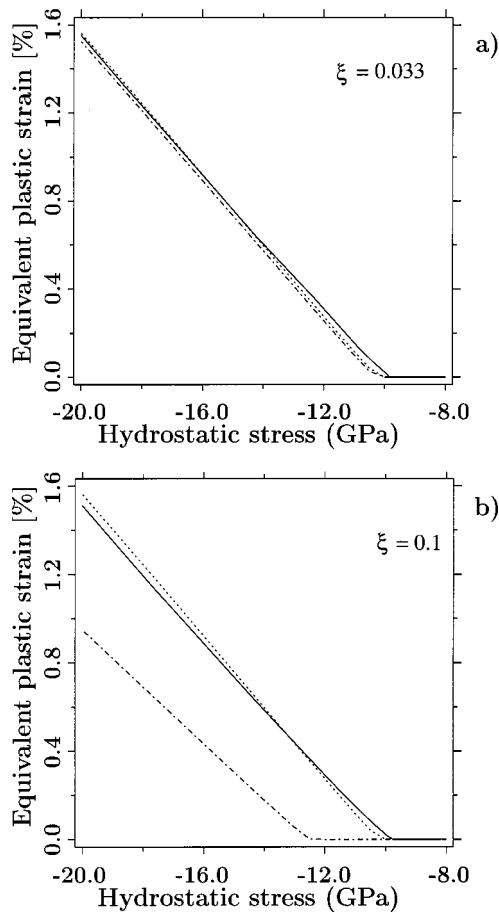 a)
ξ = 0.033
Equivalent plastic strain [%]
1.6
1.2
0.8
0.4
0.0
-20.0 -16.0 -12.0 -8.0
Hydrostatic stress (GPa)
b)
ξ = 0.1
Equivalent plastic strain [%]
1.6
1.2
0.8
0.4
0.0
-20.0 -16.0 -12.0 -8.0
Hydrostatic stress (GPa)